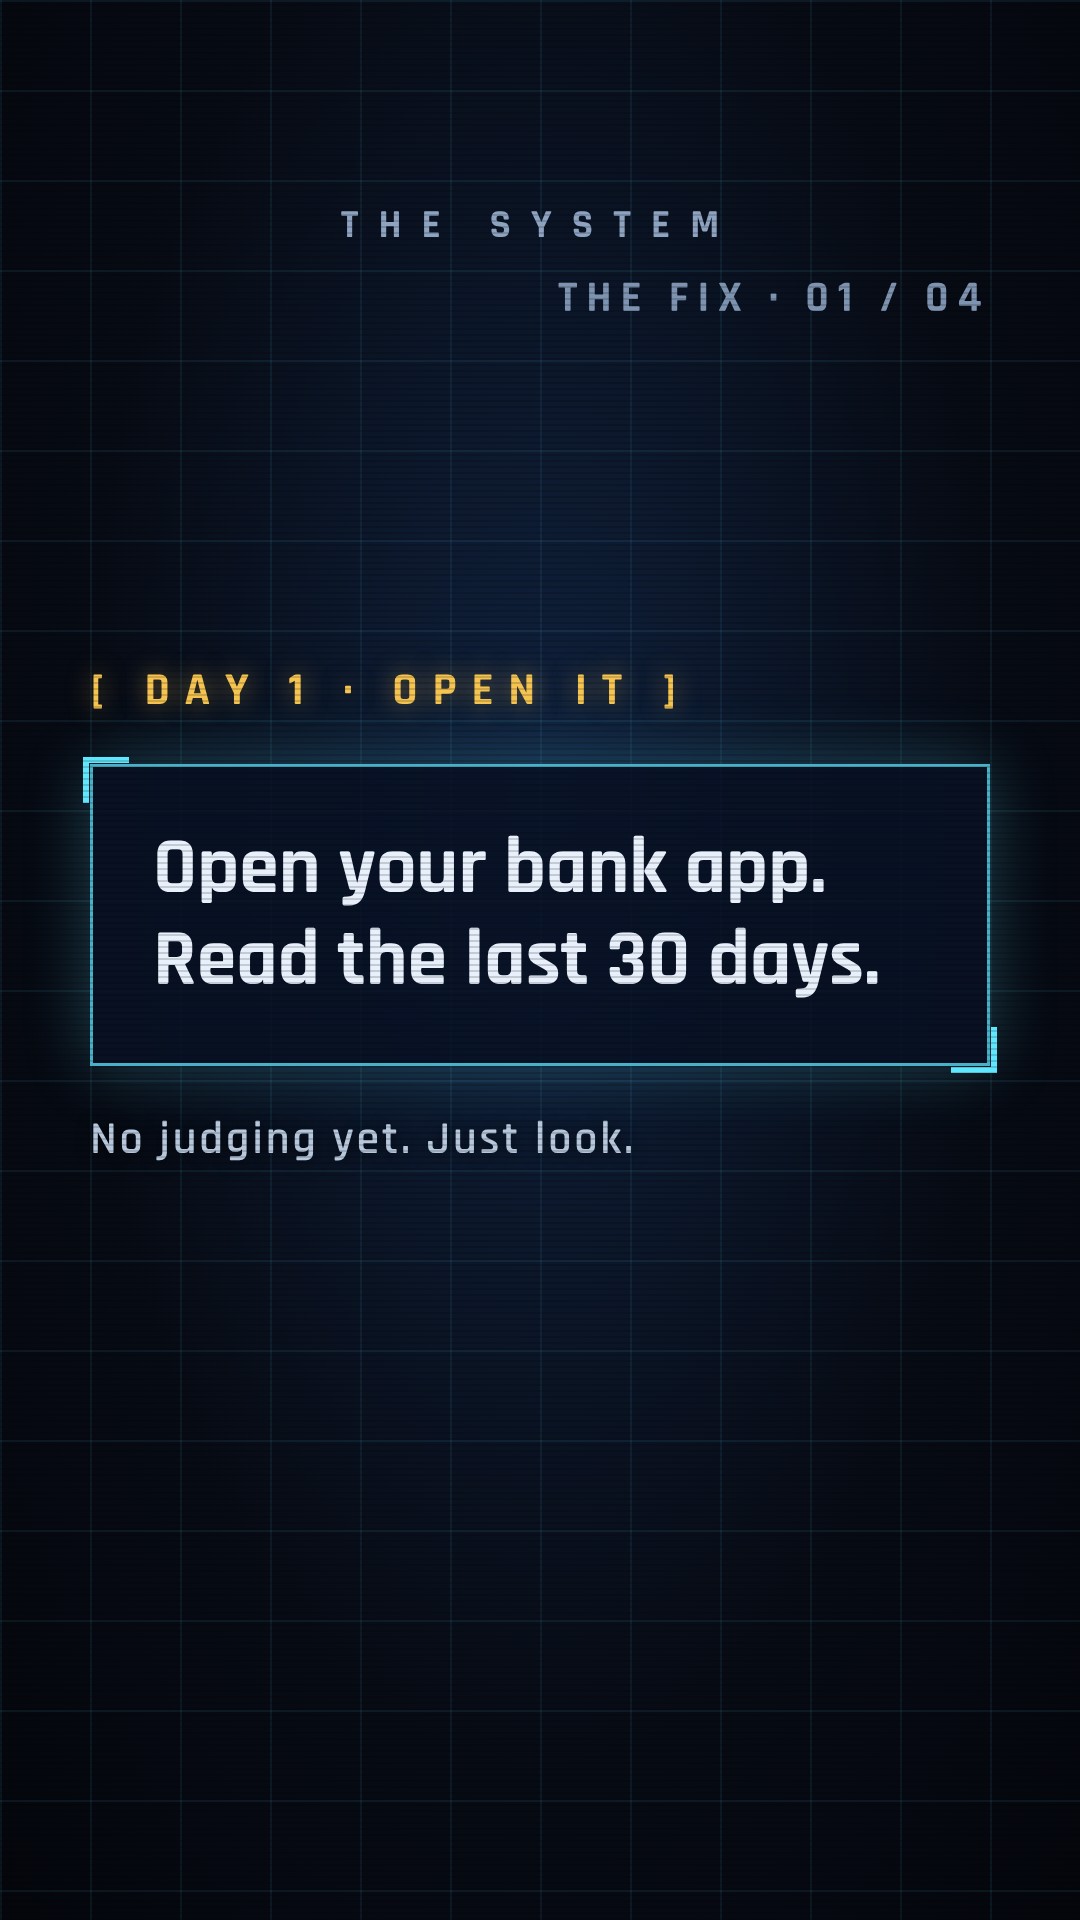 THE SYSTEM
THE FIX · 01 / 04
[ DAY 1 · OPEN IT ]
Open your bank app.
Read the last 30 days.
No judging yet. Just look.